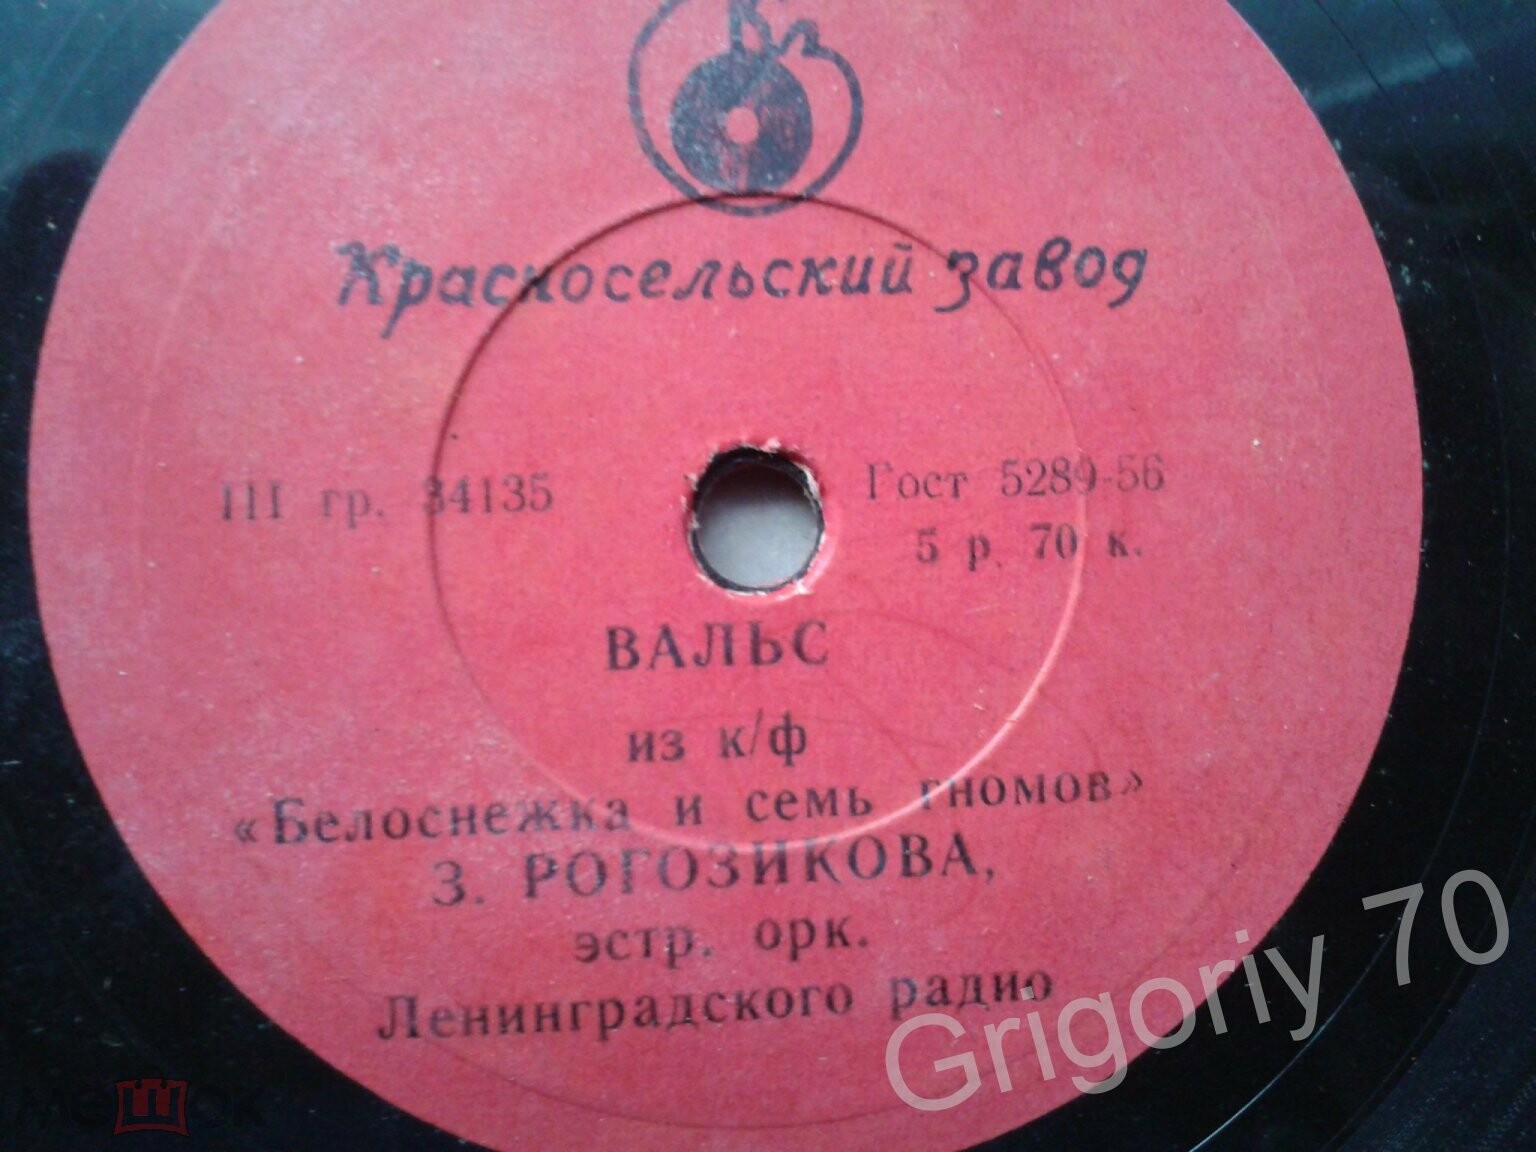 Красносельский завод
III гр. 34135
Гост 5289-56
5 р. 70 к.
ВАЛЬС
из к/ф
«Белоснежка и семь гномов»
З. РОГОЗИКОВА,
эстр. орк.
Ленинградского радио
Grigoriy 70
мешок